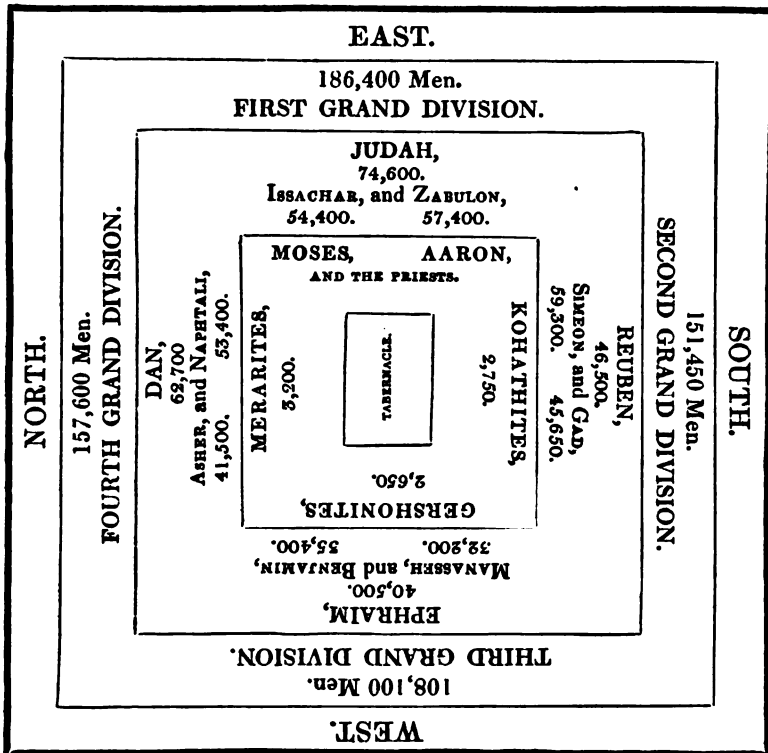 EAST.
186,400 Men.
FIRST GRAND DIVISION.
JUDAH,
74,600.
ISSACHAR, and ZABULON,
54,400. 57,400.
MOSES, AARON,
AND THE PRIESTS.
TABERNACLE.
KOHATHITES,
2,750.
GERSHONITES,
2,650.
MERARITES,
3,200.
SOUTH.
151,450 Men.
SECOND GRAND DIVISION.
REUBEN,
46,500.
SIMEON, and GAD,
59,300. 45,650.
WEST.
108,100 Men.
THIRD GRAND DIVISION.
EPHRAIM,
40,500.
MANASSEH, and BENJAMIN,
32,200. 35,400.
NORTH.
157,600 Men.
FOURTH GRAND DIVISION.
DAN,
62,700
ASHER, and NAPHTALI,
41,500. 53,400.